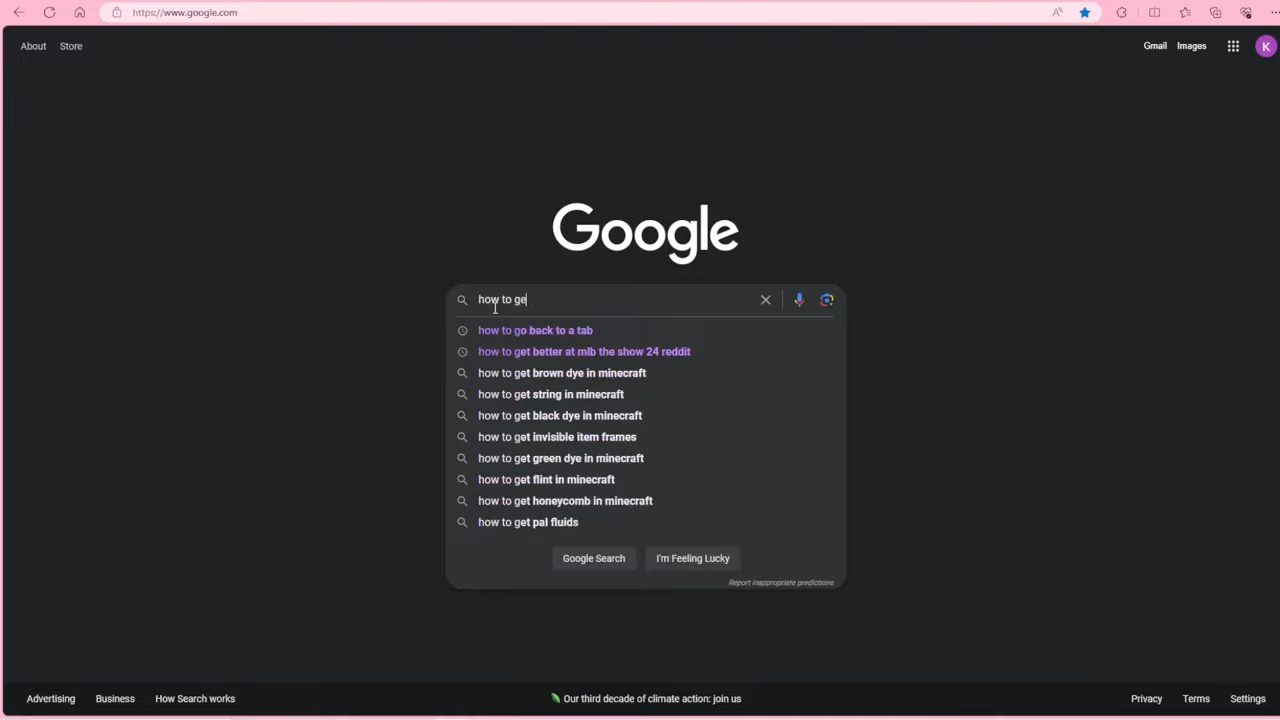 https://www.google.com
About Store
Gmail Images
K
Google
how to ge
how to go back to a tab
how to get better at mlb the show 24 reddit
how to get brown dye in minecraft
how to get string in minecraft
how to get black dye in minecraft
how to get invisible item frames
how to get green dye in minecraft
how to get flint in minecraft
how to get honeycomb in minecraft
how to get pal fluids
Google Search I'm Feeling Lucky
Report inappropriate predictions
Advertising Business How Search works Our third decade of climate action: join us Privacy Terms Settings